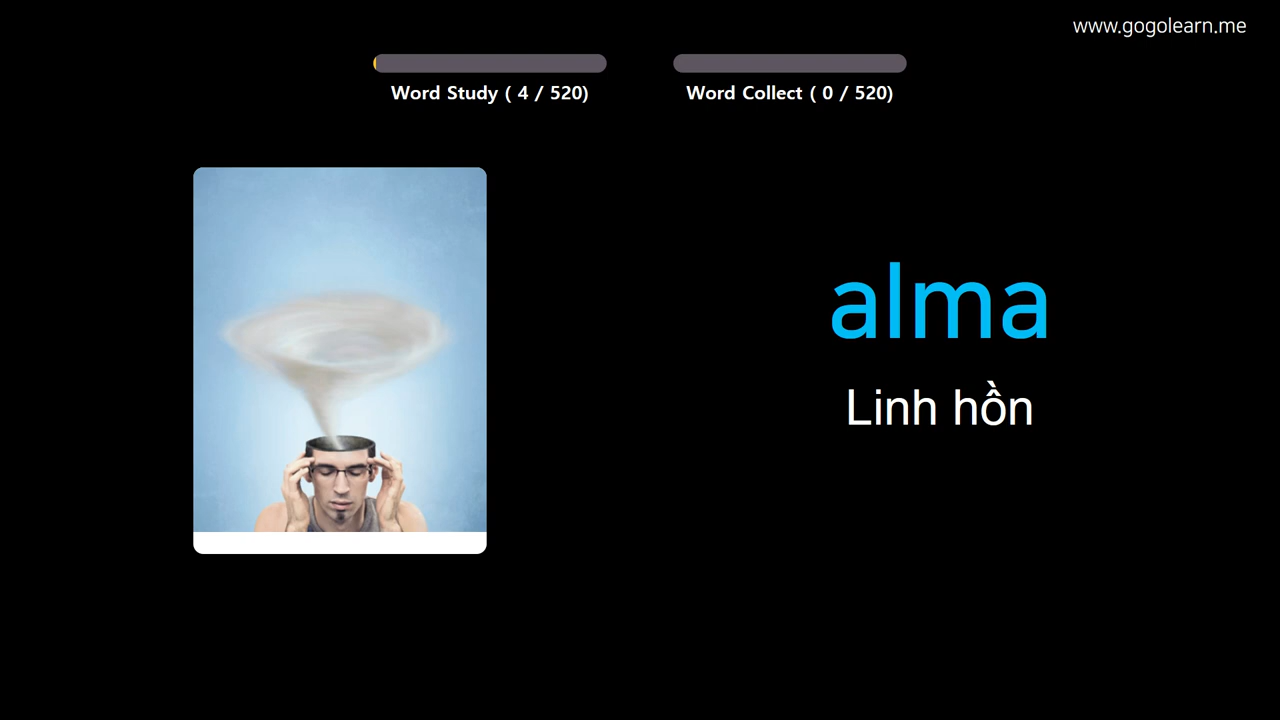 www.gogolearn.me
Word Study ( 4 / 520)
Word Collect ( 0 / 520)
alma
Linh hồn